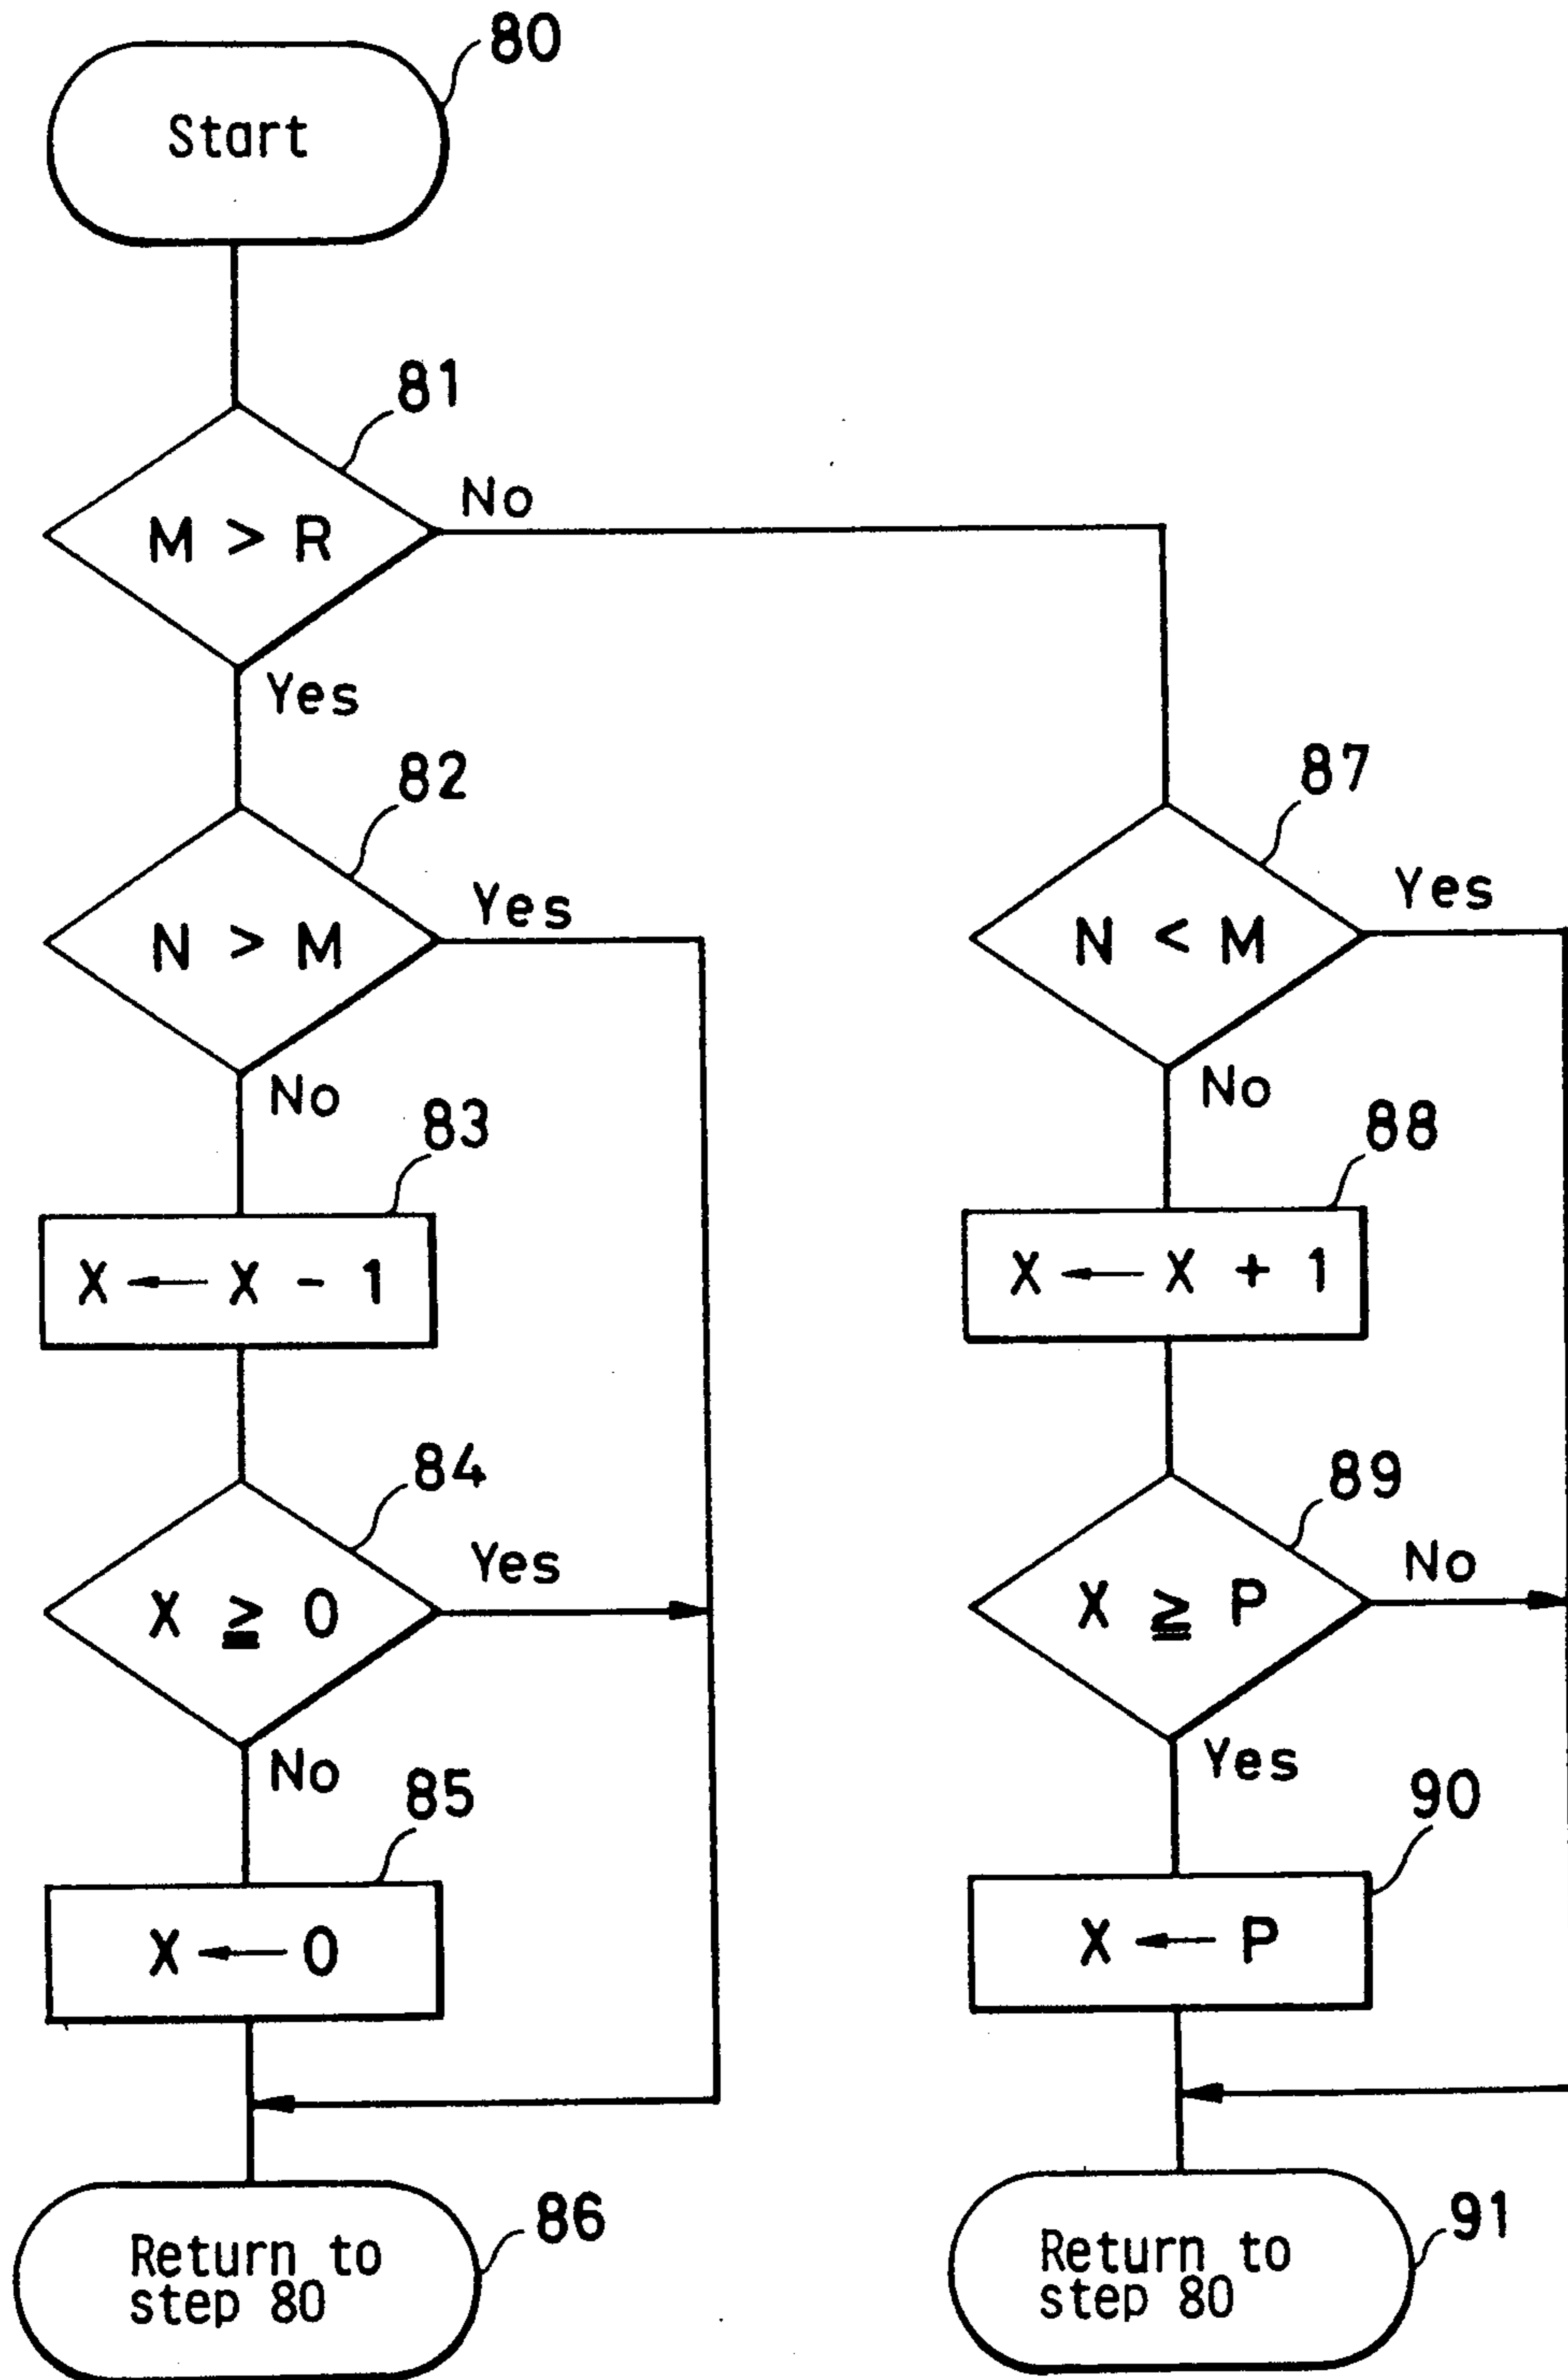 80
Start
81
M > R
No
Yes
82
N > M
Yes
No
83
X ← X - 1
84
X ≧ 0
Yes
No
85
X ← 0
86
Return to
step 80
87
N < M
Yes
No
88
X ← X + 1
89
X ≧ P
No
Yes
90
X ← P
91
Return to
step 80